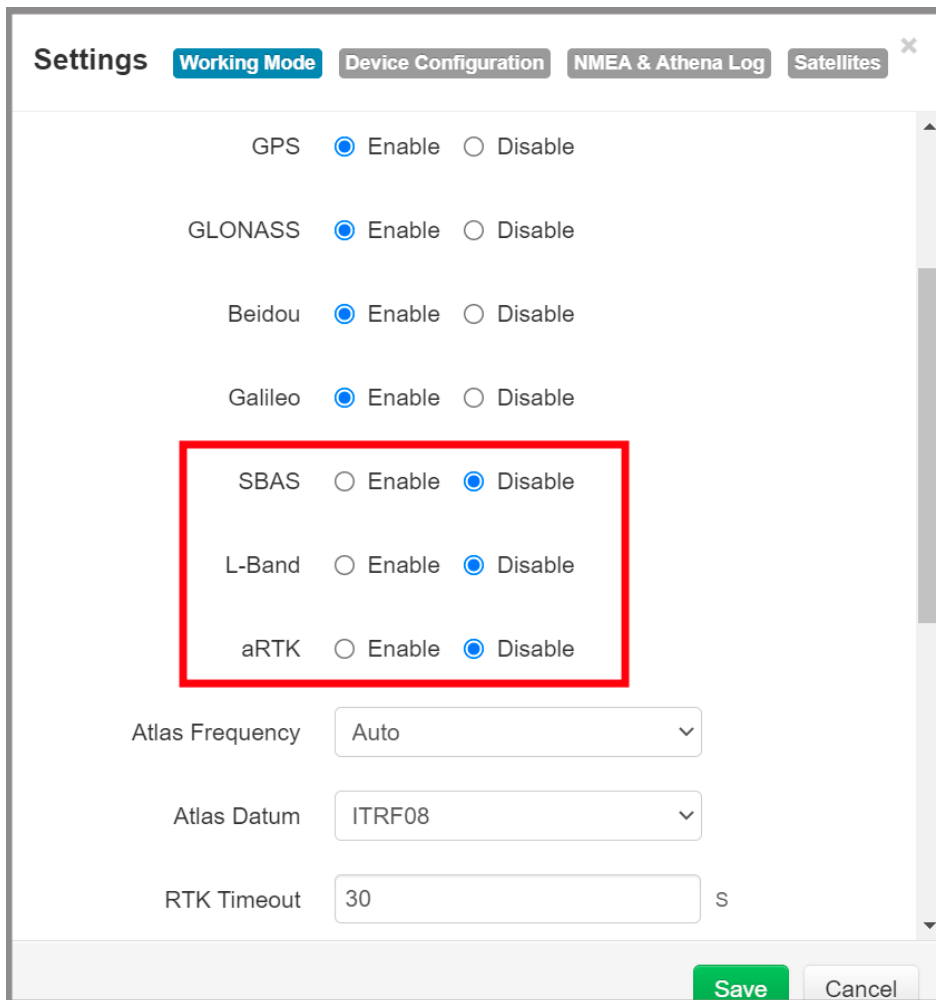 Settings Working Mode Device Configuration NMEA & Athena Log Satellites ×
GPS Enable Disable
GLONASS Enable Disable
Beidou Enable Disable
Galileo Enable Disable
SBAS Enable Disable
L-Band Enable Disable
aRTK Enable Disable
Atlas Frequency Auto
Atlas Datum ITRF08
RTK Timeout 30 S
Save Cancel